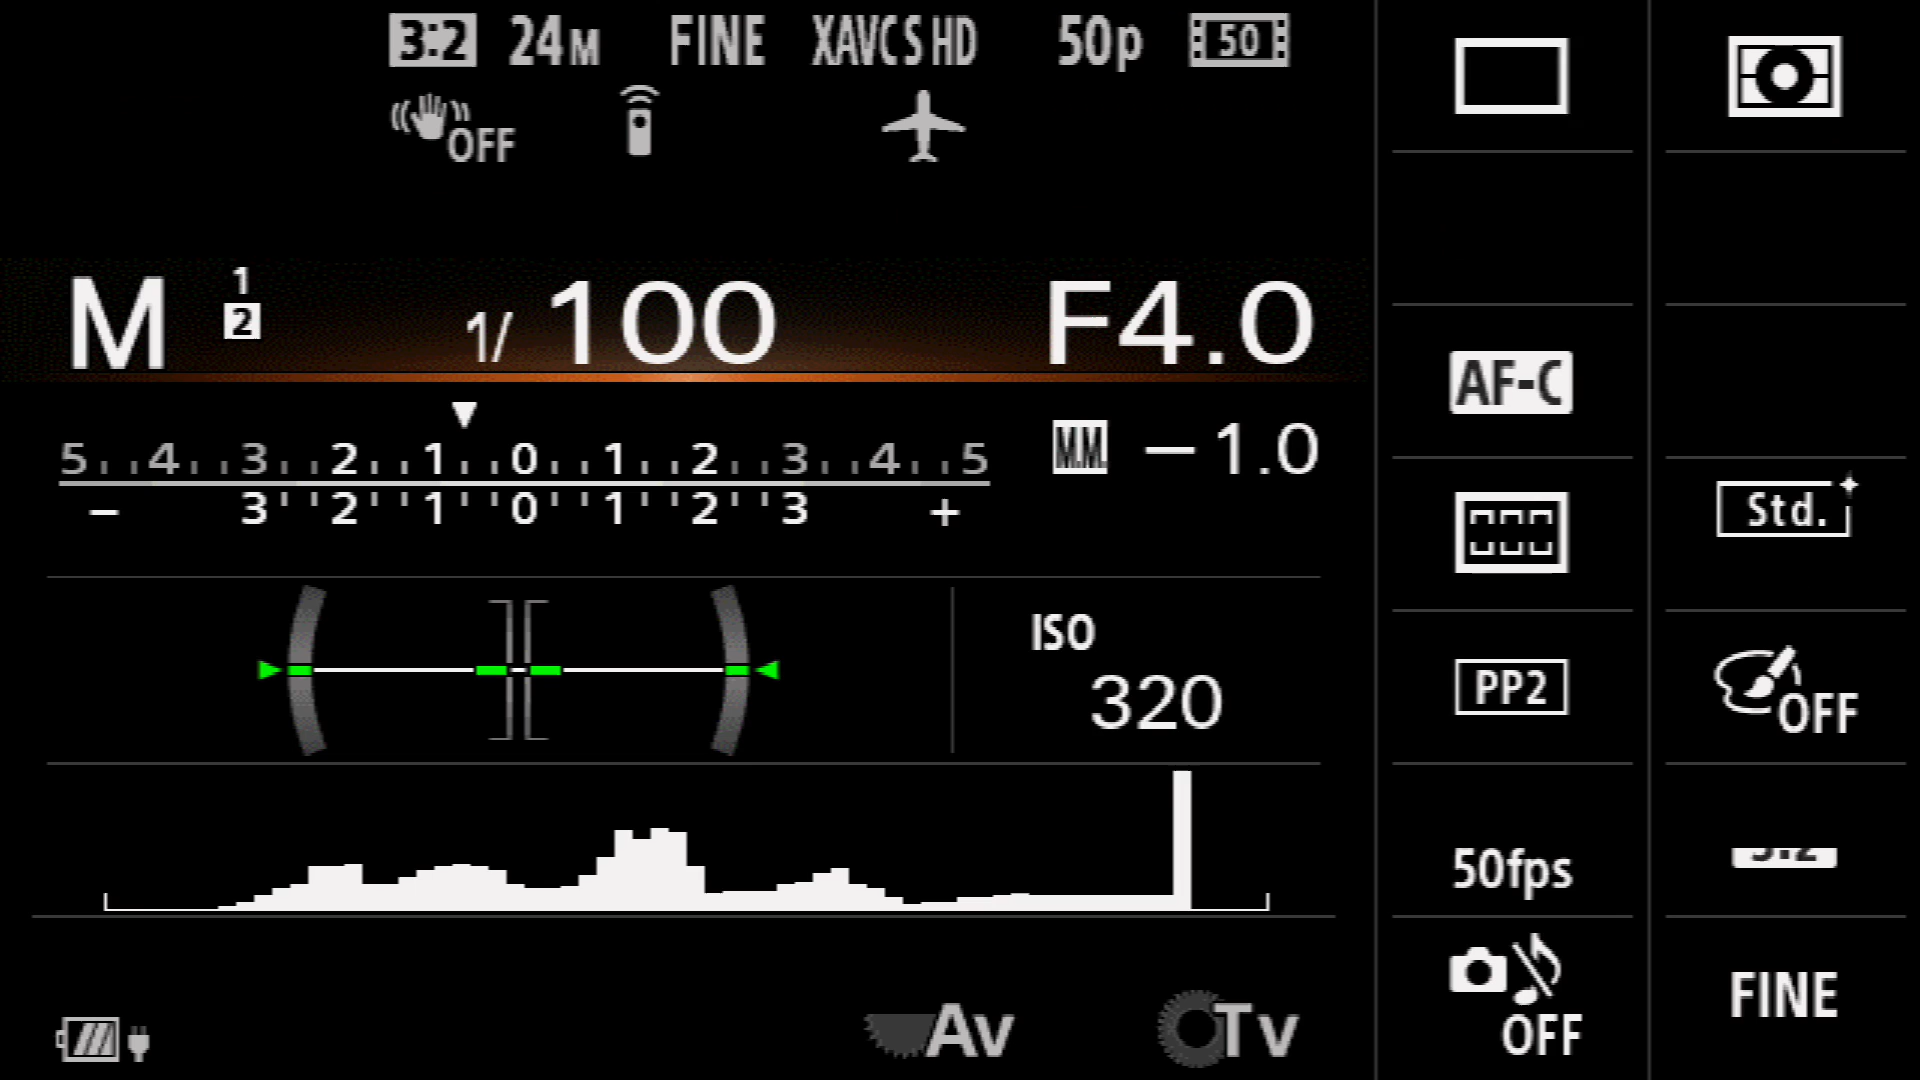 3:2 24M FINE XAVC S HD 50p 50
OFF
M 1 2 1/100 F4.0
5 4 3 2 1 0 1 2 3 4 5
M.M. −1.0
− 3 2 1 0 1 2 3 +
ISO
320
Av Tv
AF-C
PP2
50fps
OFF
Std.
OFF
3:2
FINE